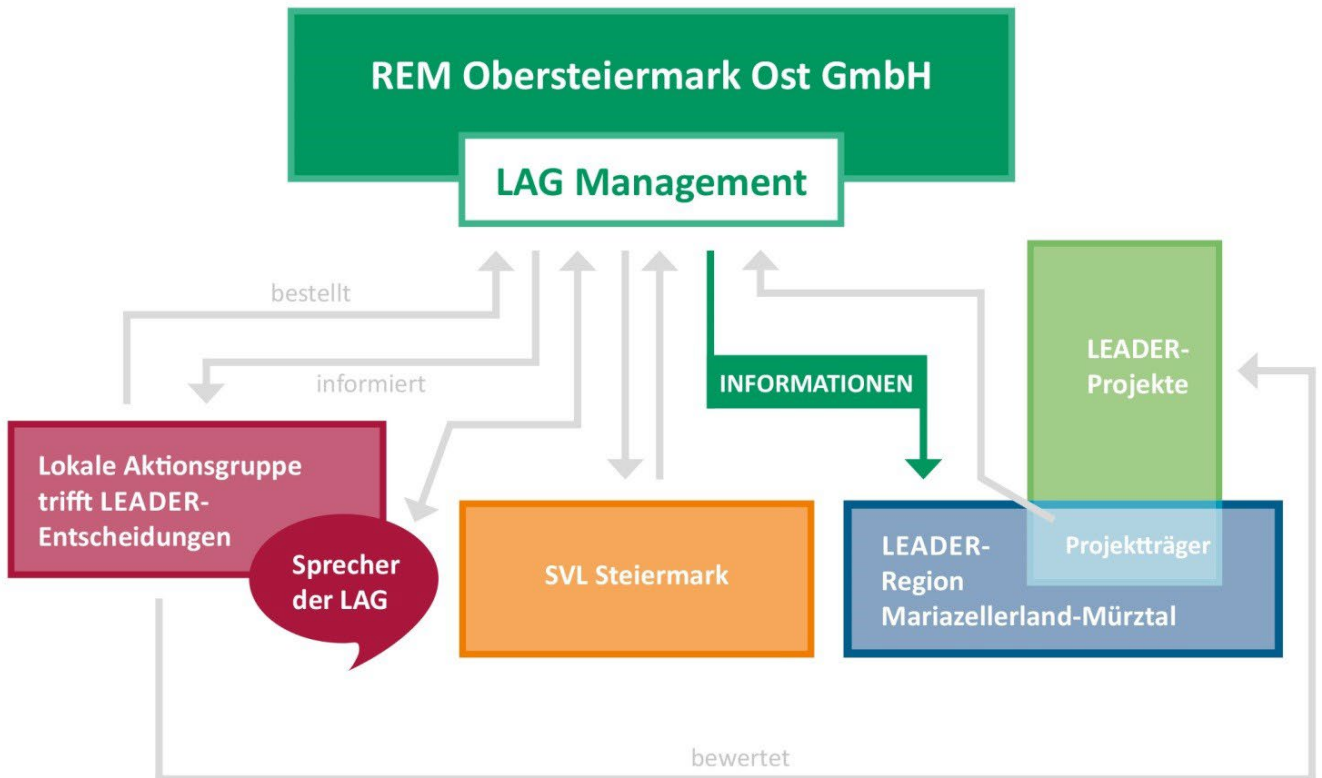 REM Obersteiermark Ost GmbH
LAG Management
bestellt
informiert
INFORMATIONEN
LEADER-
Projekte
Lokale Aktionsgruppe
trifft LEADER-
Entscheidungen
Sprecher
der LAG
SVL Steiermark
LEADER-
Region
Mariazellerland-Mürztal
Projektträger
bewertet